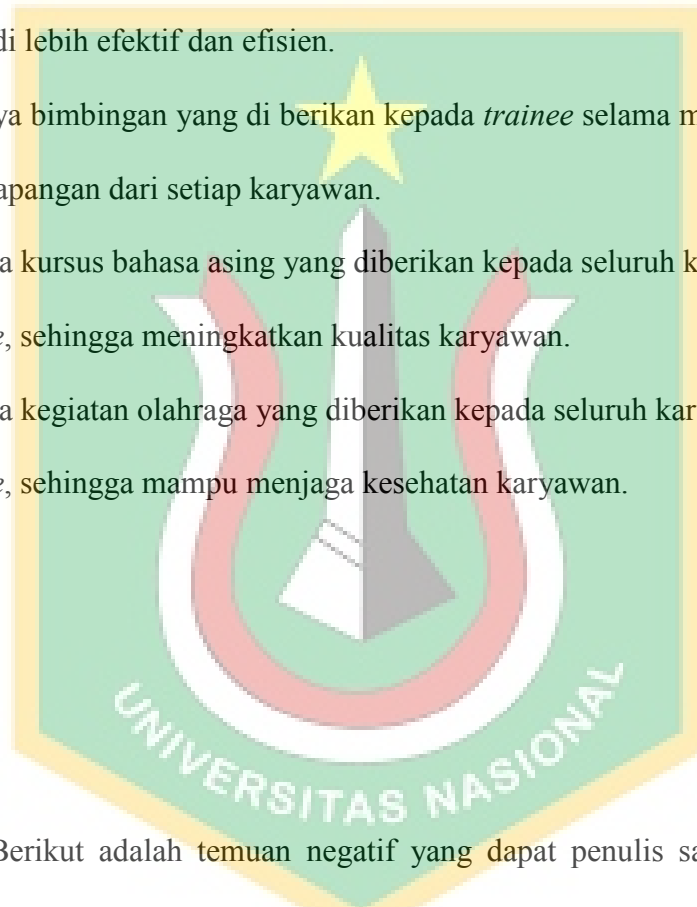 di lebih efektif dan efisien.
ya bimbingan yang di berikan kepada trainee selama m
apangan dari setiap karyawan.
a kursus bahasa asing yang diberikan kepada seluruh k
e, sehingga meningkatkan kualitas karyawan.
a kegiatan olahraga yang diberikan kepada seluruh kar
e, sehingga mampu menjaga kesehatan karyawan.
UNIVERSITAS NASIONAL
Berikut adalah temuan negatif yang dapat penulis sa